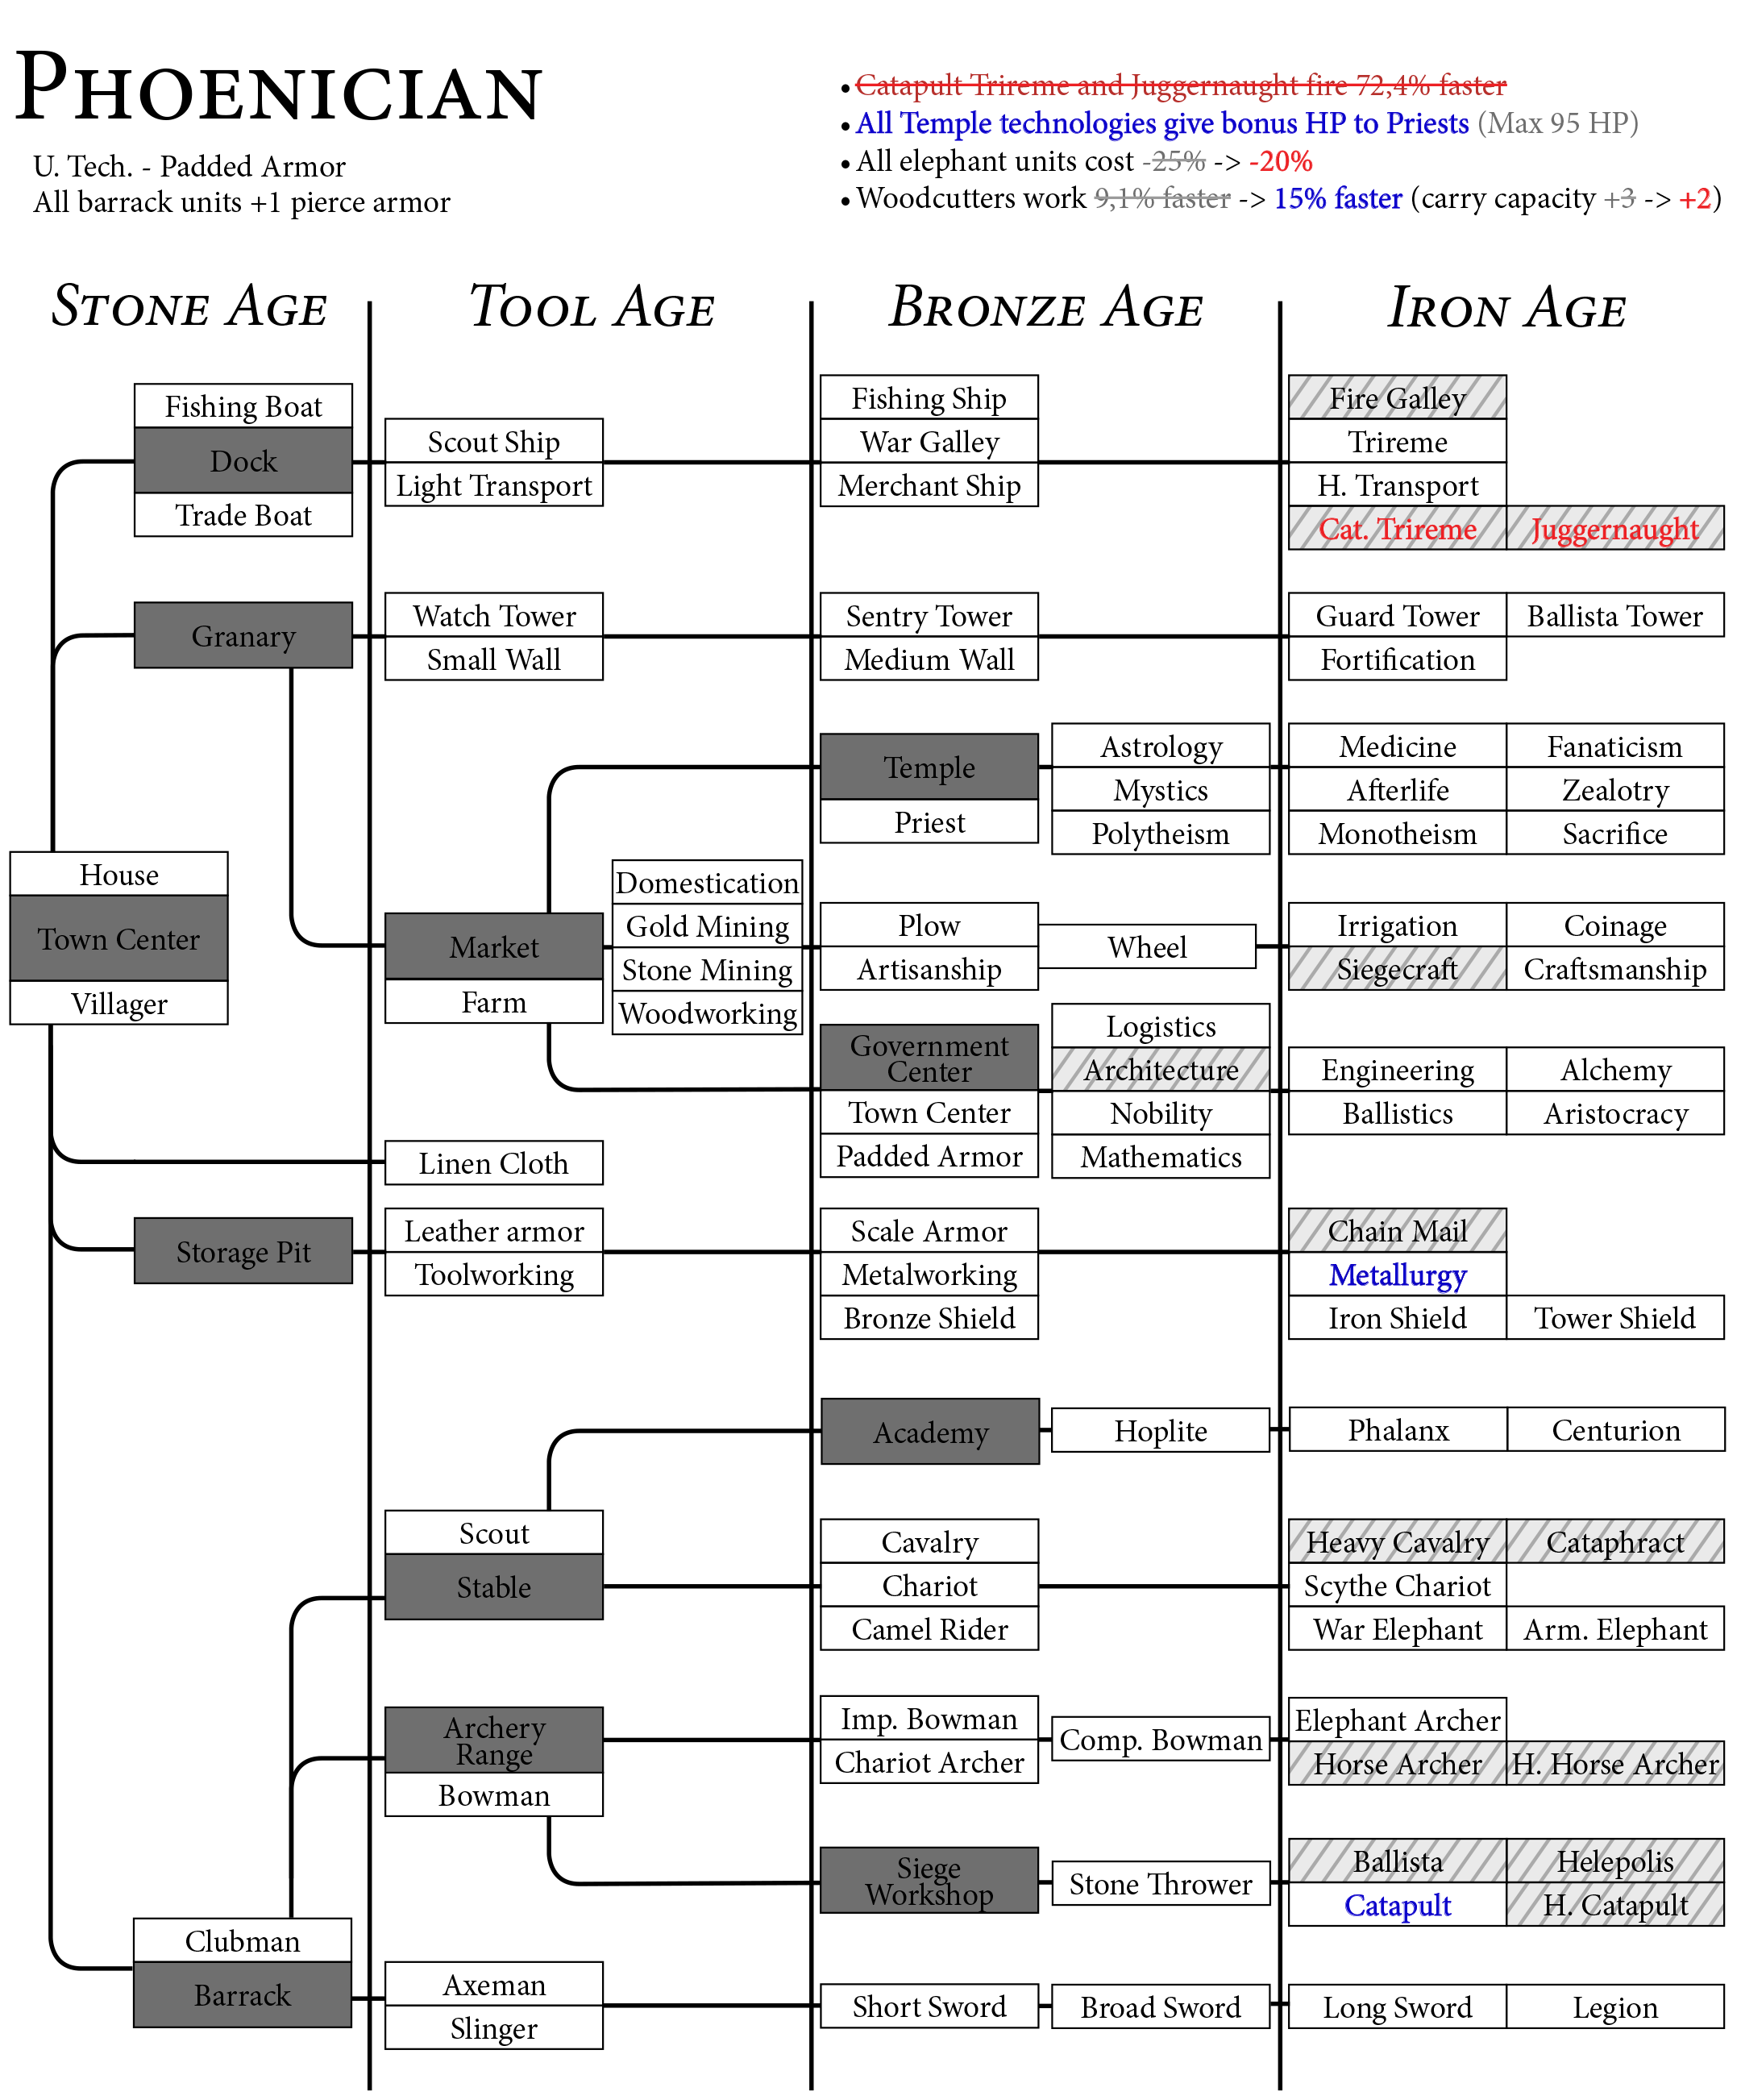 PHOENICIAN
U. Tech. - Padded Armor
All barrack units +1 pierce armor
• Catapult Trireme and Juggernaught fire 72,4% faster
• All Temple technologies give bonus HP to Priests (Max 95 HP)
• All elephant units cost -25% -> -20%
• Woodcutters work 9,1% faster -> 15% faster (carry capacity +3 -> +2)
STONE AGE
TOOL AGE
BRONZE AGE
IRON AGE
Fishing Boat
Dock
Trade Boat
Scout Ship
Light Transport
Fishing Ship
War Galley
Merchant Ship
Fire Galley
Trireme
H. Transport
Cat. Trireme
Juggernaught
Granary
Watch Tower
Small Wall
Sentry Tower
Medium Wall
Guard Tower
Ballista Tower
Fortification
Temple
Priest
Astrology
Mystics
Polytheism
Medicine
Fanaticism
Afterlife
Zealotry
Monotheism
Sacrifice
House
Town Center
Villager
Market
Farm
Domestication
Gold Mining
Stone Mining
Woodworking
Plow
Artisanship
Wheel
Irrigation
Coinage
Siegecraft
Craftsmanship
Government
Center
Town Center
Padded Armor
Logistics
Architecture
Nobility
Mathematics
Engineering
Alchemy
Ballistics
Aristocracy
Linen Cloth
Storage Pit
Leather armor
Toolworking
Scale Armor
Metalworking
Bronze Shield
Chain Mail
Metallurgy
Iron Shield
Tower Shield
Academy
Hoplite
Phalanx
Centurion
Scout
Stable
Cavalry
Chariot
Camel Rider
Heavy Cavalry
Cataphract
Scythe Chariot
War Elephant
Arm. Elephant
Archery
Range
Bowman
Imp. Bowman
Chariot Archer
Comp. Bowman
Elephant Archer
Horse Archer
H. Horse Archer
Siege
Workshop
Stone Thrower
Ballista
Helepolis
Catapult
H. Catapult
Clubman
Barrack
Axeman
Slinger
Short Sword
Broad Sword
Long Sword
Legion